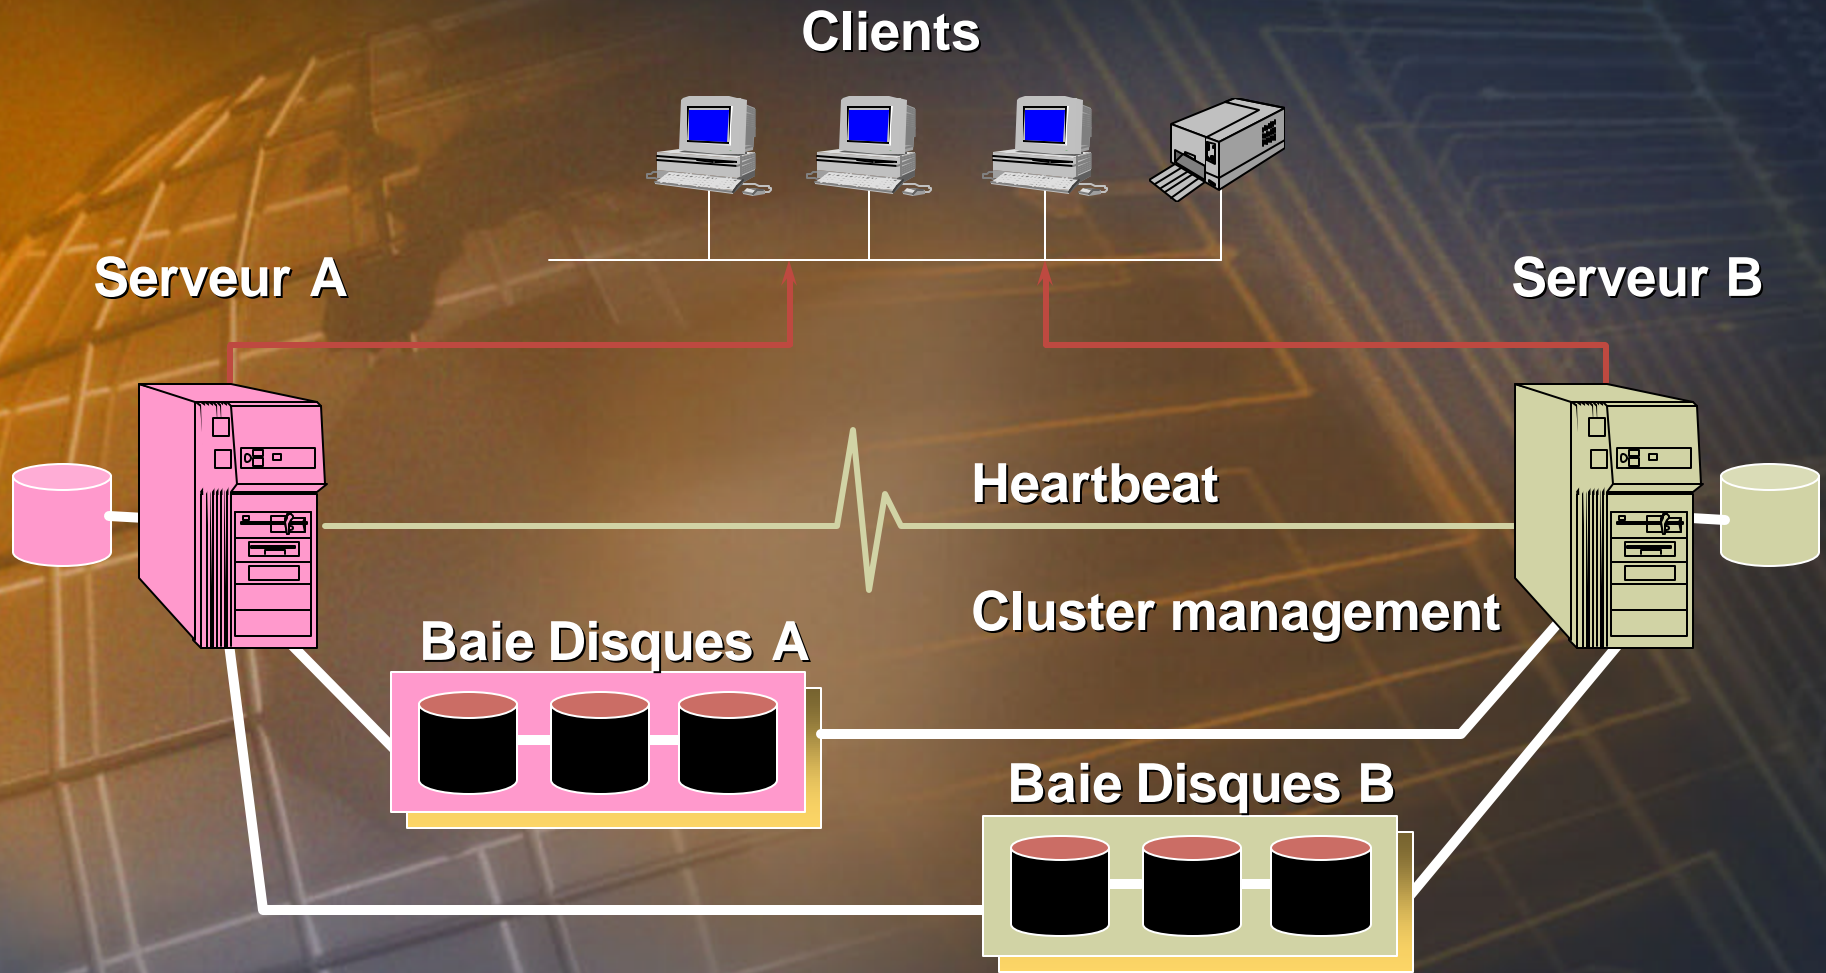 Clients
Serveur A
Serveur B
Heartbeat
Cluster management
Baie Disques A
Baie Disques B